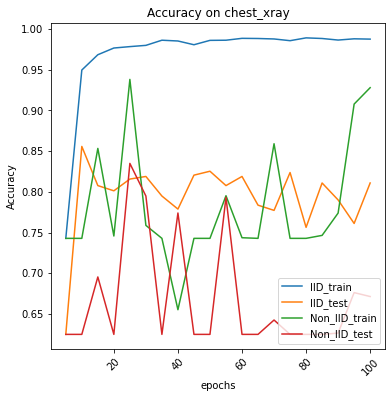 Accuracy on chest_xray
1.00
0.95
0.90
0.85
0.80
0.75
0.70
0.65
Accuracy
IID_train
IID_test
Non_IID_train
Non_IID_test
20
40
60
80
100
epochs